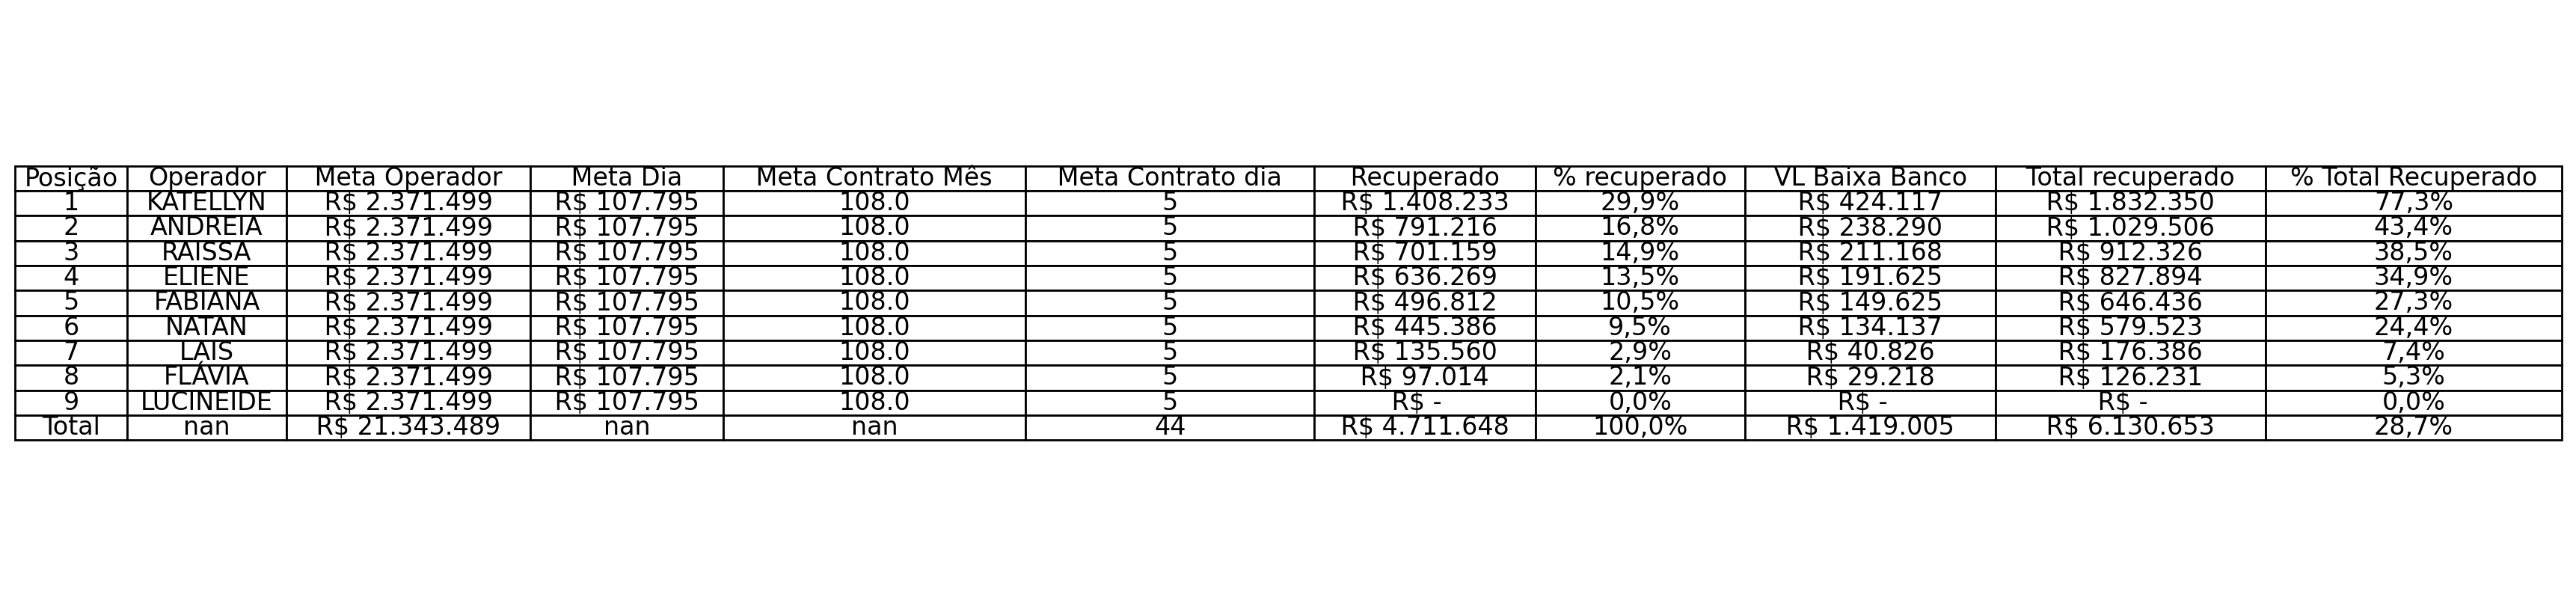 Posição Operador Meta Operador Meta Dia Meta Contrato Mês Meta Contrato dia Recuperado % recuperado VL Baixa Banco Total recuperado % Total Recuperado
1 KATELLYN R$ 2.371.499 R$ 107.795 108.0 5 R$ 1.408.233 29,9% R$ 424.117 R$ 1.832.350 77,3%
2 ANDREIA R$ 2.371.499 R$ 107.795 108.0 5 R$ 791.216 16,8% R$ 238.290 R$ 1.029.506 43,4%
3 RAISSA R$ 2.371.499 R$ 107.795 108.0 5 R$ 701.159 14,9% R$ 211.168 R$ 912.326 38,5%
4 ELIENE R$ 2.371.499 R$ 107.795 108.0 5 R$ 636.269 13,5% R$ 191.625 R$ 827.894 34,9%
5 FABIANA R$ 2.371.499 R$ 107.795 108.0 5 R$ 496.812 10,5% R$ 149.625 R$ 646.436 27,3%
6 NATAN R$ 2.371.499 R$ 107.795 108.0 5 R$ 445.386 9,5% R$ 134.137 R$ 579.523 24,4%
7 LAIS R$ 2.371.499 R$ 107.795 108.0 5 R$ 135.560 2,9% R$ 40.826 R$ 176.386 7,4%
8 FLÁVIA R$ 2.371.499 R$ 107.795 108.0 5 R$ 97.014 2,1% R$ 29.218 R$ 126.231 5,3%
9 LUCINEIDE R$ 2.371.499 R$ 107.795 108.0 5 R$ - 0,0% R$ - R$ - 0,0%
Total nan R$ 21.343.489 nan nan 44 R$ 4.711.648 100,0% R$ 1.419.005 R$ 6.130.653 28,7%